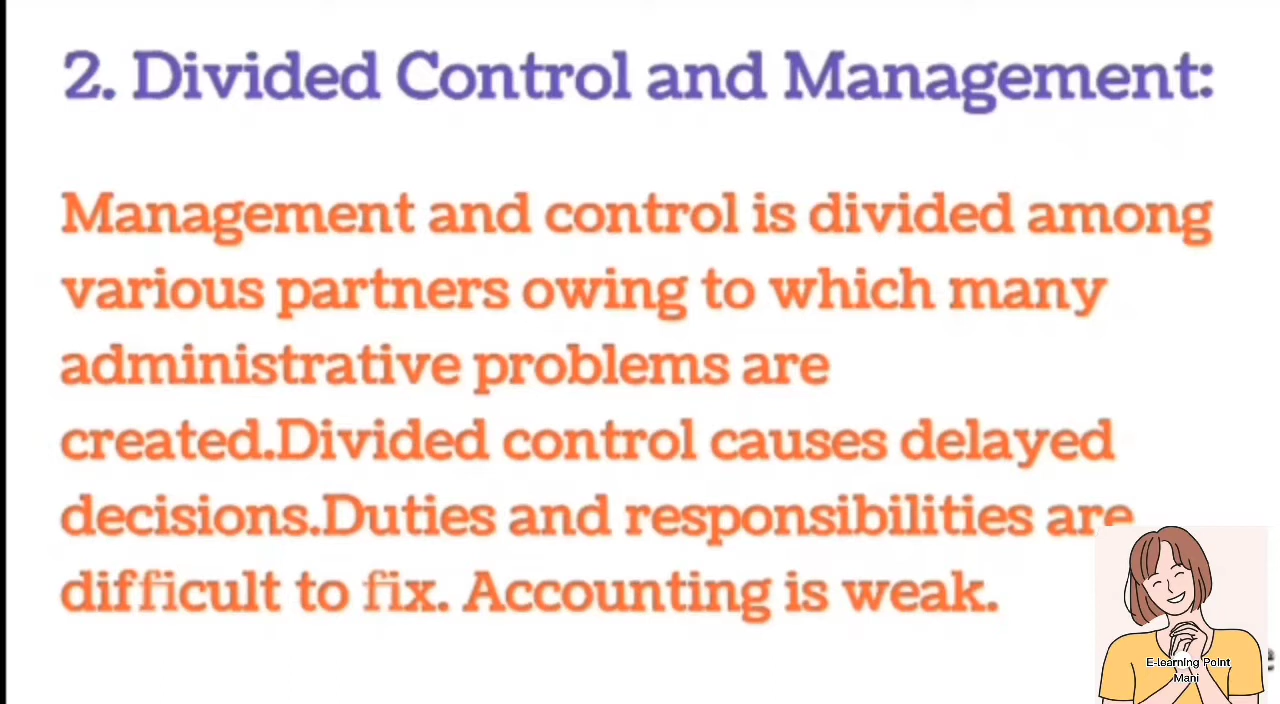 2. Divided Control and Management:
Management and control is divided among
various partners owing to which many
administrative problems are
created.Divided control causes delayed
decisions.Duties and responsibilities are
difficult to fix. Accounting is weak.
E-learning Point
Mani